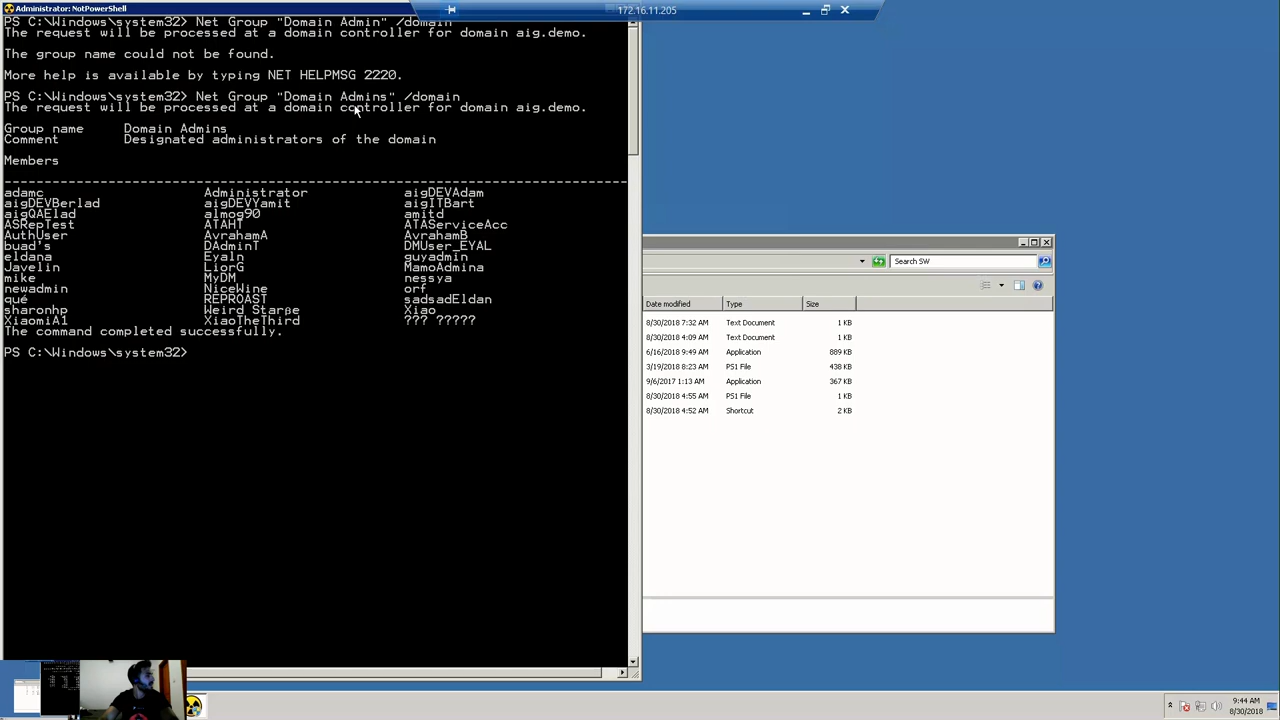 Administrator: NotPowerShell
172.16.11.205
PS C:\Windows\system32> Net Group "Domain Admin" /domain
The request will be processed at a domain controller for domain aig.demo.
The group name could not be found.
More help is available by typing NET HELPMSG 2220.
PS C:\Windows\system32> Net Group "Domain Admins" /domain
The request will be processed at a domain controller for domain aig.demo.
Group name Domain Admins
Comment Designated administrators of the domain
Members
-------------------------------------------------------------------------------
adamc Administrator aigDEVAdam
aigDEVBerlad aigDEVYamit aigITBart
aigQAElad almog90 amitd
ASRepTest ATAHT ATAServiceAcc
AuthUser AvrahamA AvrahamB
buad's DAdminT DMUser_EYAL
eldana Eyaln guyadmin
Javelin LiorG MamoAdmina
mike MyDM nessya
newadmin NiceWine orf
qué REPROAST sadsadEldan
sharonhp Weird Starße Xiao
XiaomiA1 XiaoTheThird ??? ?????
The command completed successfully.
PS C:\Windows\system32>
Search SW
Date modified Type Size
8/30/2018 7:32 AM Text Document 1 KB
8/30/2018 4:09 AM Text Document 1 KB
6/16/2018 9:49 AM Application 889 KB
3/19/2018 8:23 AM PS1 File 438 KB
9/6/2017 1:13 AM Application 367 KB
8/30/2018 4:55 AM PS1 File 1 KB
8/30/2018 4:52 AM Shortcut 2 KB
9:44 AM
8/30/2018